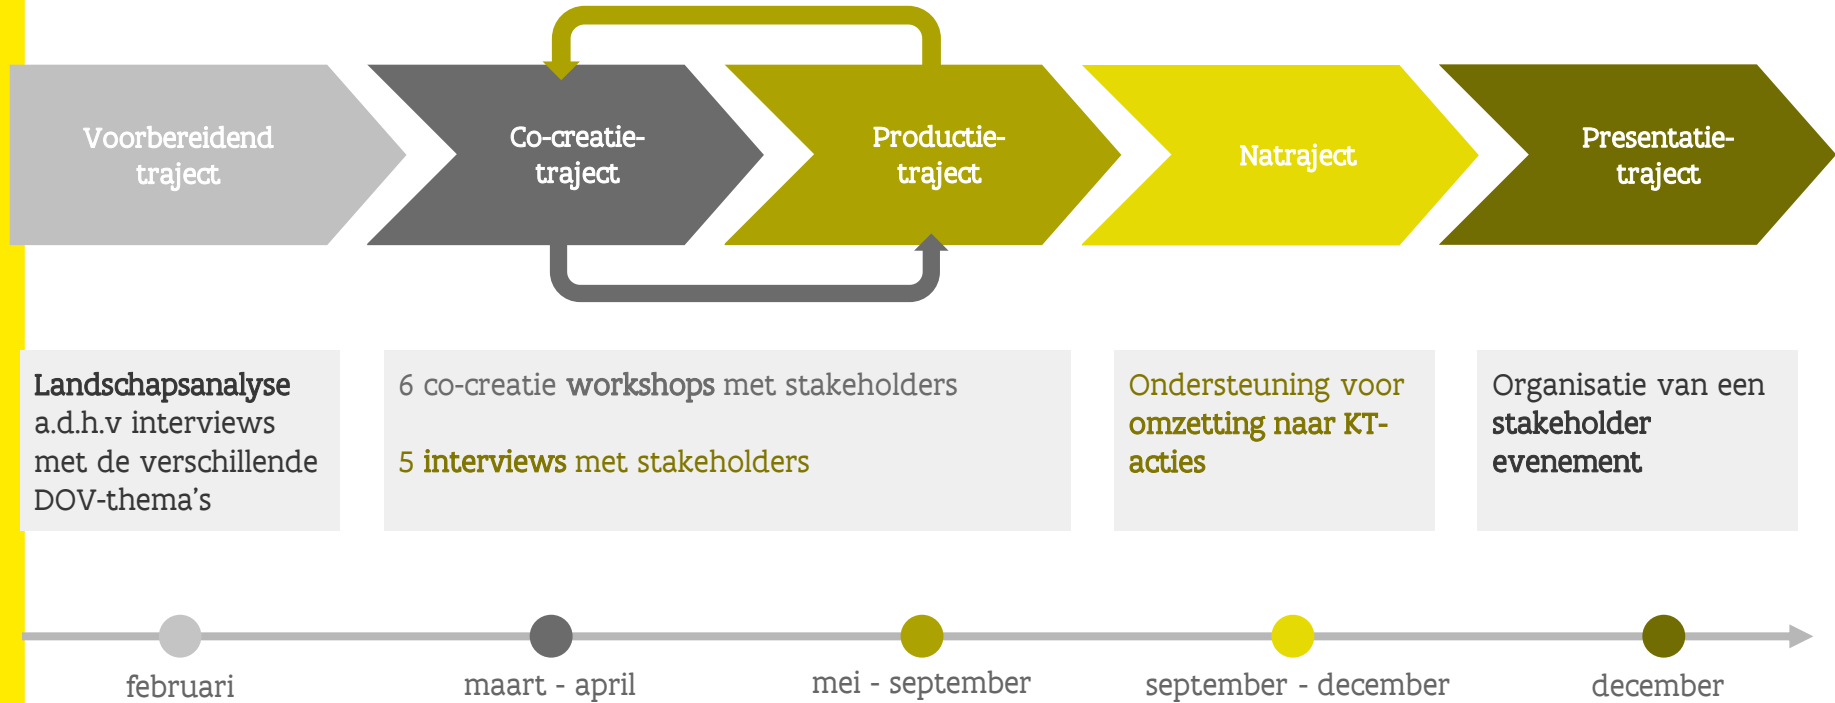 Voorbereidend
traject
Co-creatie-
traject
Productie-
traject
Natraject
Presentatie-
traject
Landschapsanalyse
a.d.h.v interviews
met de verschillende
DOV-thema's
6 co-creatie workshops met stakeholders
5 interviews met stakeholders
Ondersteuning voor
omzetting naar KT-
acties
Organisatie van een
stakeholder
evenement
februari
maart - april
mei - september
september - december
december